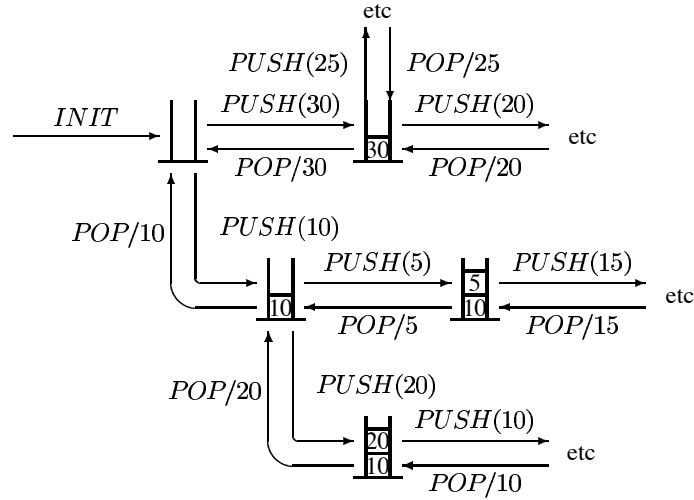 etc
PUSH(25) POP/25
INIT PUSH(30) PUSH(20)
etc
30
POP/30 POP/20
POP/10 PUSH(10)
PUSH(5) PUSH(15)
5
etc
10 10
POP/5 POP/15
POP/20 PUSH(20)
PUSH(10)
20
etc
10
POP/10